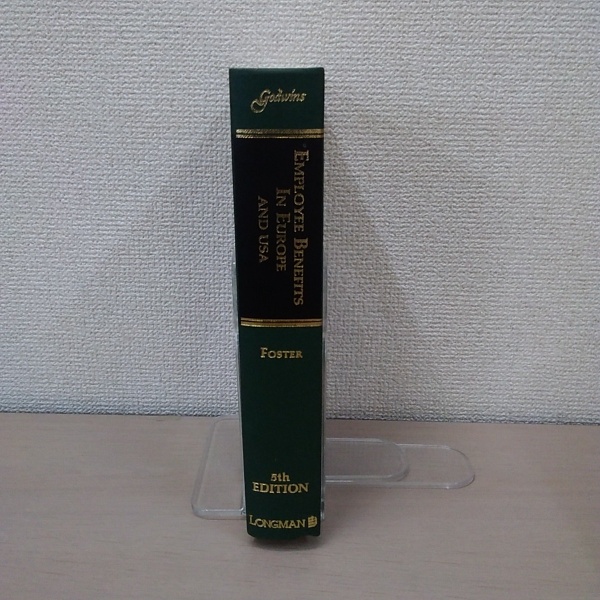 Godwins
EMPLOYEE BENEFITS
IN EUROPE
AND USA
FOSTER
5th
EDITION
LONGMAN